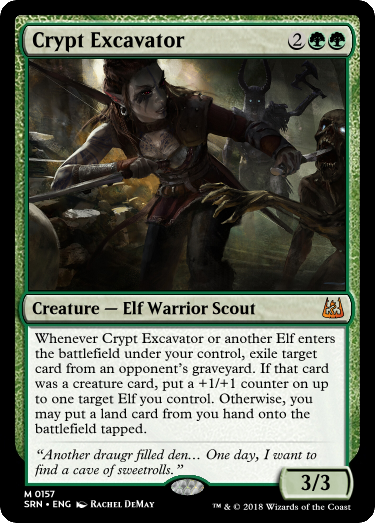 Crypt Excavator 2
Creature — Elf Warrior Scout
Whenever Crypt Excavator or another Elf enters
the battlefield under your control, exile target
card from an opponent's graveyard. If that card
was a creature card, put a +1/+1 counter on up
to one target Elf you control. Otherwise, you
may put a land card from you hand onto the
battlefield tapped.
"Another draugr filled den... One day, I want to
find a cave of sweetrolls."
3/3
M 0157
SRN • ENG RACHEL DEMAY
™ & © 2018 Wizards of the Coast